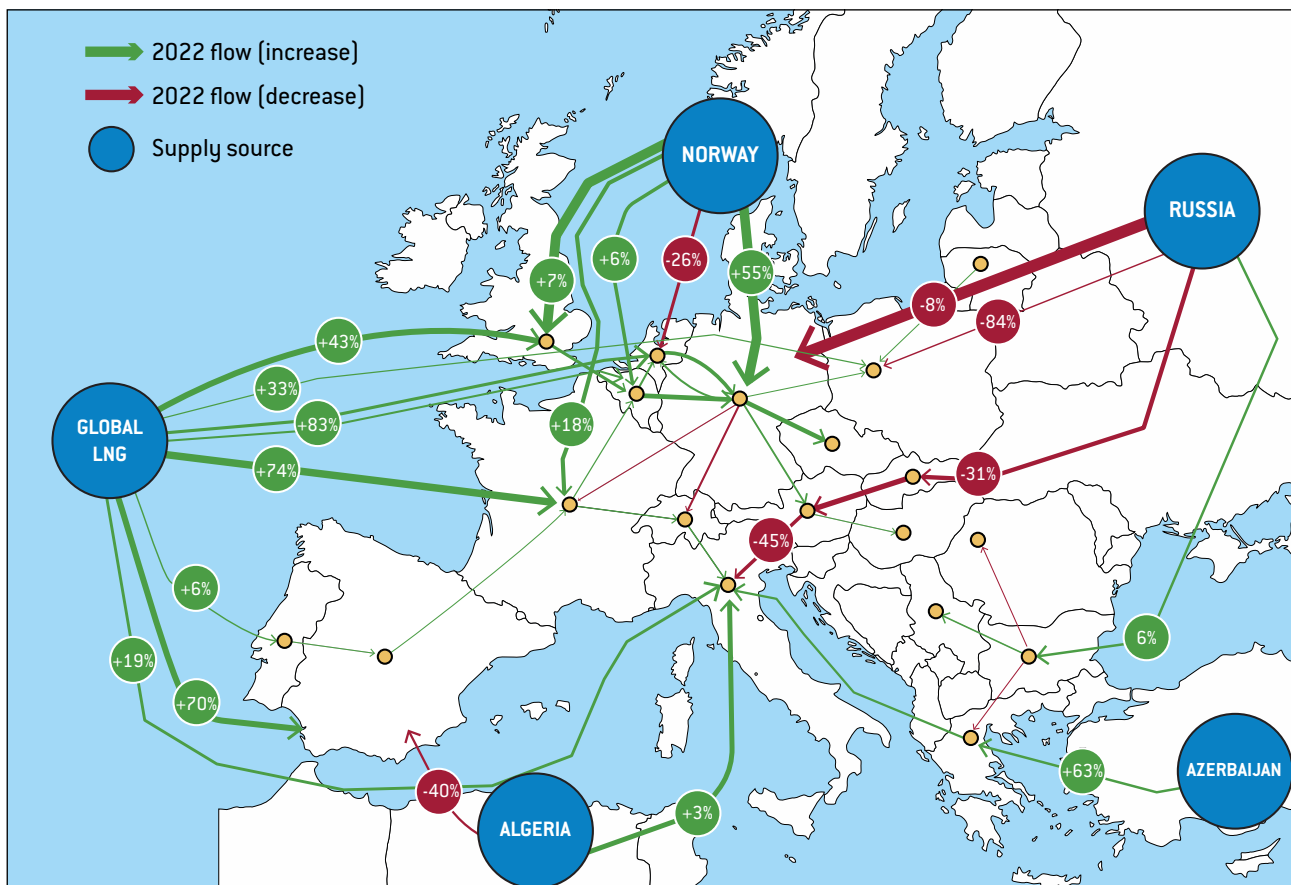 2022 flow (increase)
2022 flow (decrease)
Supply source
NORWAY
RUSSIA
+6%
-26%
+7%
+55%
-8%
-84%
+43%
+33%
+83%
+18%
GLOBAL
LNG
+74%
-31%
-45%
+6%
6%
+19%
+70%
+63%
AZERBAIJAN
-40%
+3%
ALGERIA